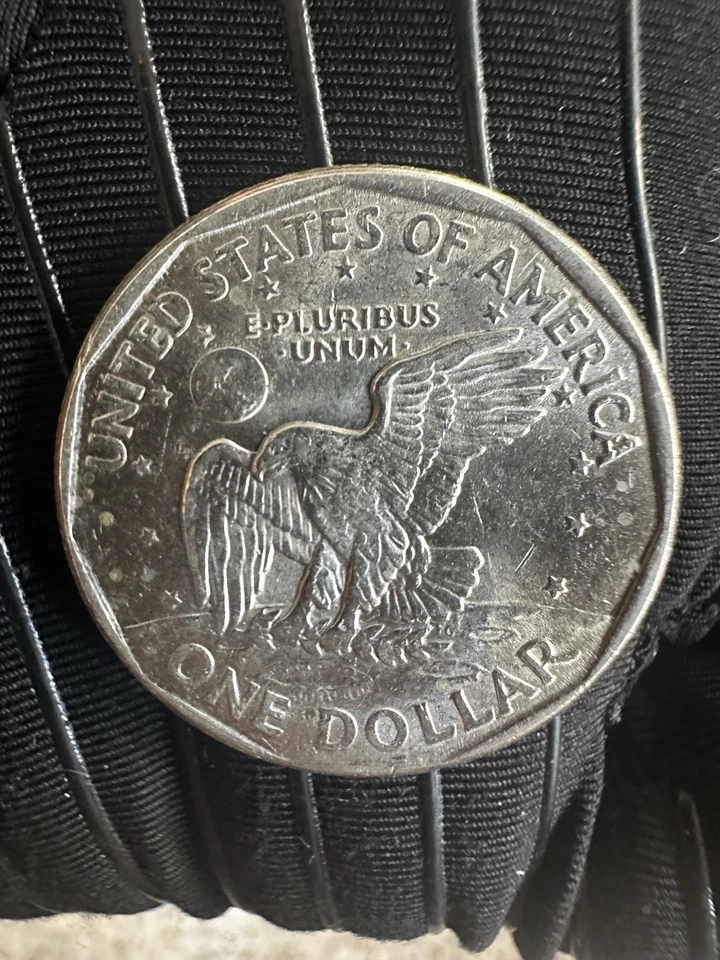 UNITED STATES OF AMERICA
E·PLURIBUS
·UNUM·
ONE DOLLAR